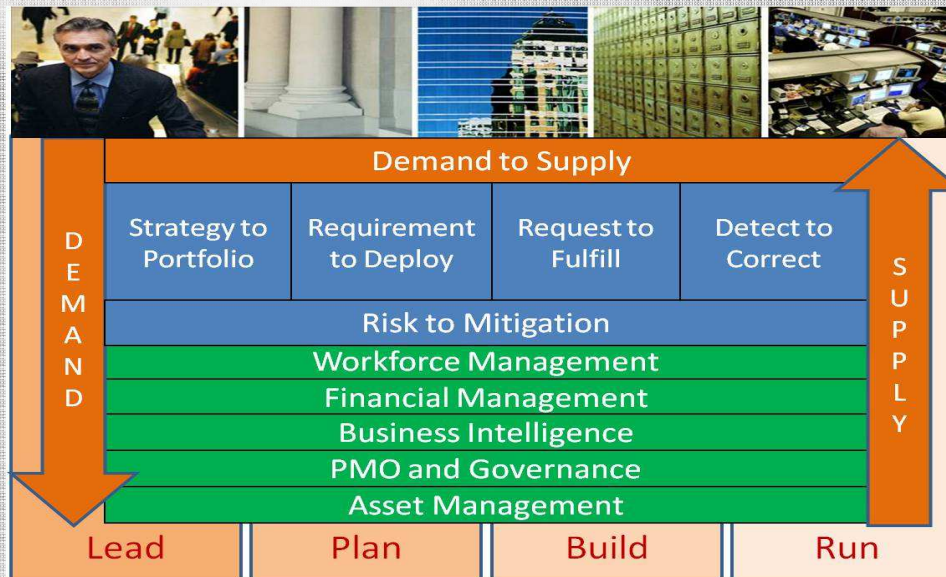 Demand to Supply
DEMAND
Strategy to
Portfolio
Requirement
to Deploy
Request to
Fulfill
Detect to
Correct
SUPPLY
Risk to Mitigation
Workforce Management
Financial Management
Business Intelligence
PMO and Governance
Asset Management
Lead
Plan
Build
Run